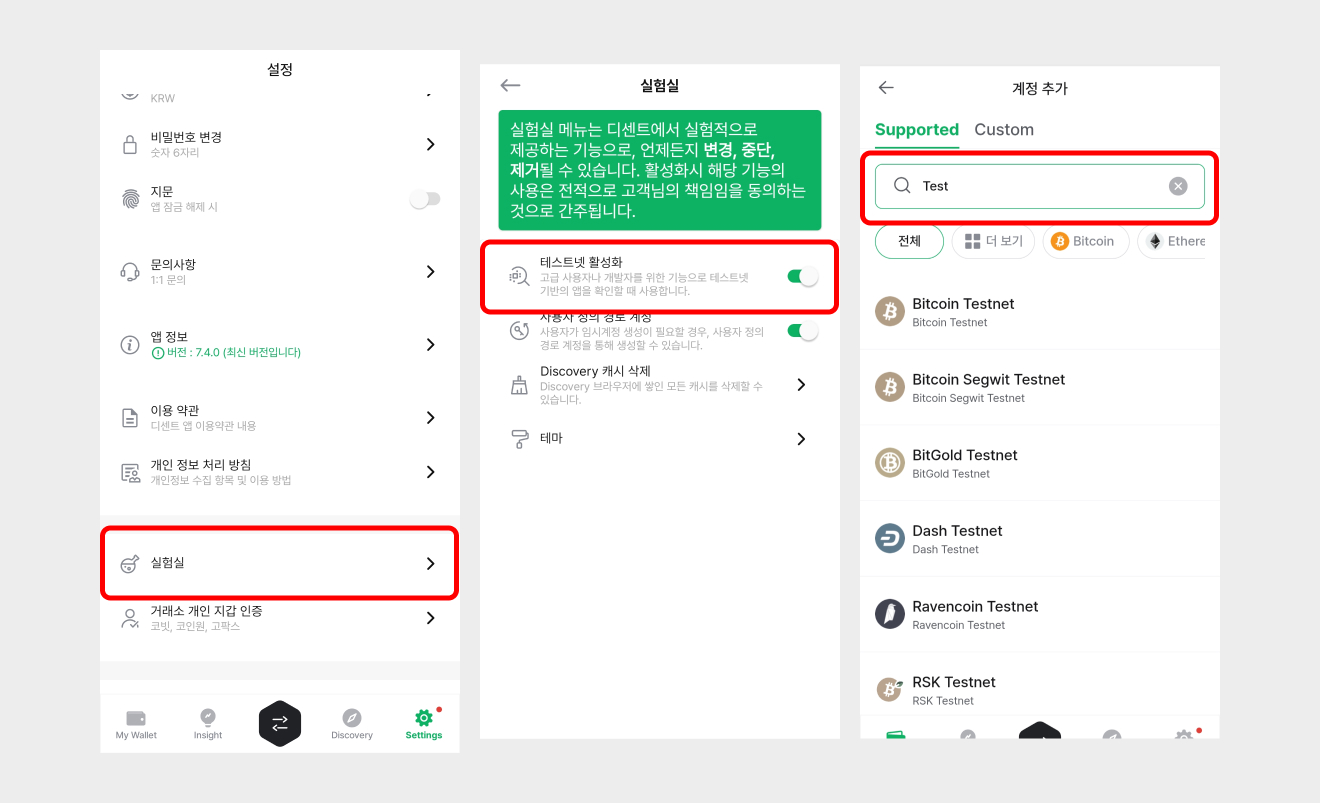 설정
KRW
비밀번호 변경
숫자 6자리
지문
앱 잠금 해제 시
문의사항
1:1 문의
앱 정보
버전 : 7.4.0 (최신 버전입니다)
이용 약관
디센트 앱 이용약관 내용
개인 정보 처리 방침
개인정보 수집 항목 및 이용 방법
실험실
거래소 개인 지갑 인증
코빗, 코인원, 고팍스
My Wallet
Insight
Discovery
Settings
실험실
실험실 메뉴는 디센트에서 실험적으로
제공하는 기능으로, 언제든지 변경, 중단,
제거될 수 있습니다. 활성화시 해당 기능의
사용은 전적으로 고객님의 책임임을 동의하는
것으로 간주됩니다.
테스트넷 활성화
고급 사용자나 개발자를 위한 기능으로 테스트넷
기반의 앱을 확인할 때 사용합니다.
사용자 정의 경로 계정
사용자가 임시계정 생성이 필요할 경우, 사용자 정의
경로 계정을 통해 생성할 수 있습니다.
Discovery 캐시 삭제
Discovery 브라우저에 쌓인 모든 캐시를 삭제할 수
있습니다.
테마
계정 추가
Supported
Custom
Test
전체
더 보기
Bitcoin
Ethere
Bitcoin Testnet
Bitcoin Testnet
Bitcoin Segwit Testnet
Bitcoin Segwit Testnet
BitGold Testnet
BitGold Testnet
Dash Testnet
Dash Testnet
Ravencoin Testnet
Ravencoin Testnet
RSK Testnet
RSK Testnet